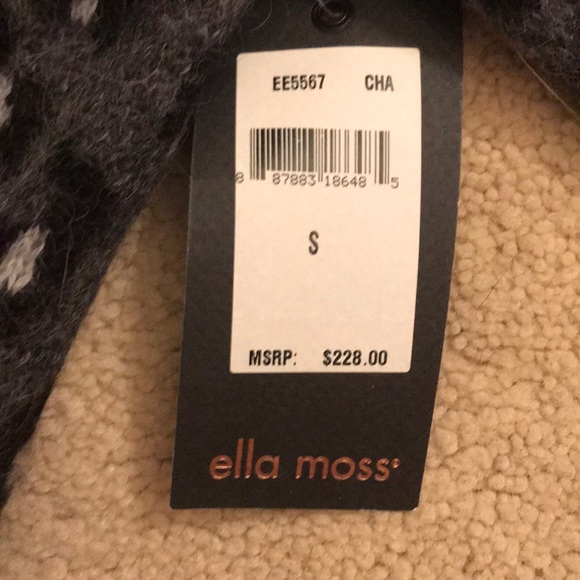 EE5567 CHA
8 87883 18648 5
S
MSRP: $228.00
ella moss®